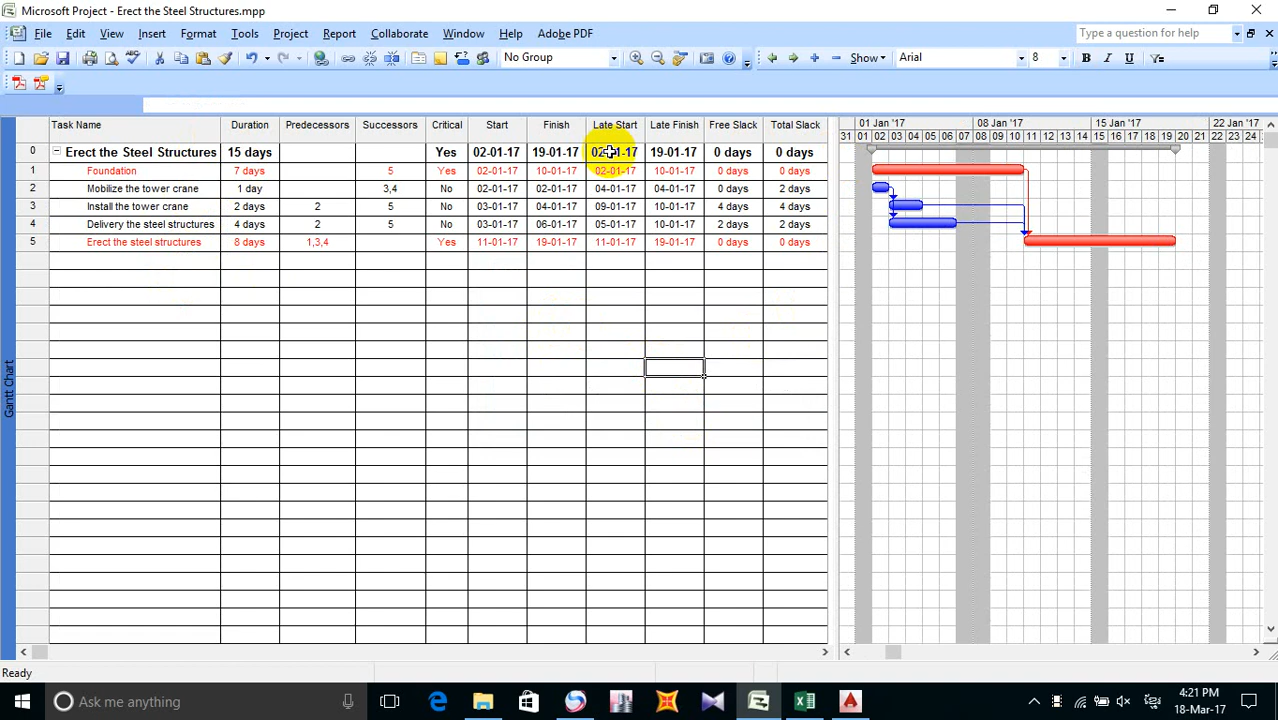 Microsoft Project - Erect the Steel Structures.mpp
File Edit View Insert Format Tools Project Report Collaborate Window Help Adobe PDF Type a question for help
No Group Show Arial 8 B I U
Task Name Duration Predecessors Successors Critical Start Finish Late Start Late Finish Free Slack Total Slack
01 Jan '17 08 Jan '17 15 Jan '17 22 Jan '17
31 01 02 03 04 05 06 07 08 09 10 11 12 13 14 15 16 17 18 19 20 21 22 23 24
0 Erect the Steel Structures 15 days Yes 02-01-17 19-01-17 02-01-17 19-01-17 0 days 0 days
1 Foundation 7 days 5 Yes 02-01-17 10-01-17 02-01-17 10-01-17 0 days 0 days
2 Mobilize the tower crane 1 day 3,4 No 02-01-17 02-01-17 04-01-17 04-01-17 0 days 2 days
3 Install the tower crane 2 days 2 5 No 03-01-17 04-01-17 09-01-17 10-01-17 4 days 4 days
4 Delivery the steel structures 4 days 2 5 No 03-01-17 06-01-17 05-01-17 10-01-17 2 days 2 days
5 Erect the steel structures 8 days 1,3,4 Yes 11-01-17 19-01-17 11-01-17 19-01-17 0 days 0 days
Gantt Chart
Ready
Ask me anything
4:21 PM
18-Mar-17